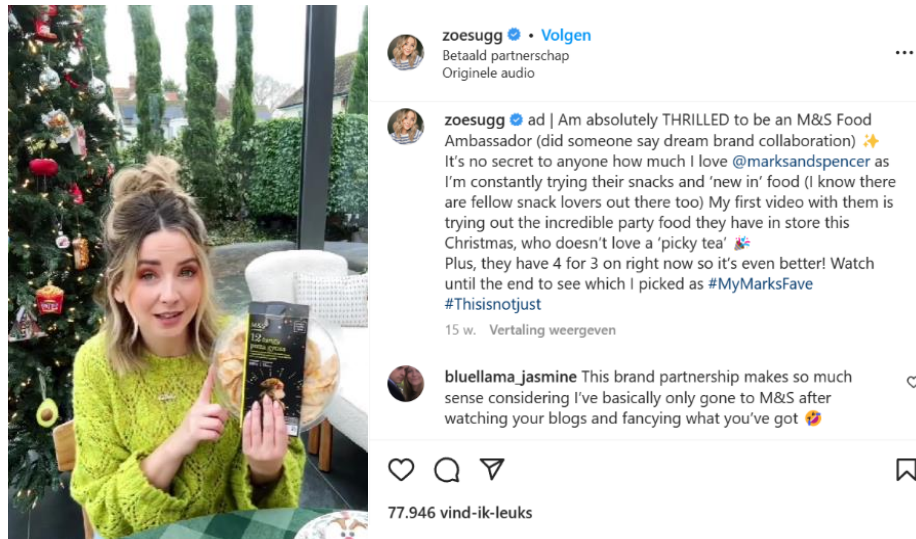 zoesugg • Volgen
Betaald partnerschap
Originele audio
zoesugg ad | Am absolutely THRILLED to be an M&S Food
Ambassador (did someone say dream brand collaboration) ✨
It’s no secret to anyone how much I love @marksandspencer as
I’m constantly trying their snacks and ‘new in’ food (I know there
are fellow snack lovers out there too) My first video with them is
trying out the incredible party food they have in store this
Christmas, who doesn’t love a ‘picky tea’ 🎉
Plus, they have 4 for 3 on right now so it’s even better! Watch
until the end to see which I picked as #MyMarksFave
#Thisisnotjust
15 w. Vertaling weergeven
bluellama_jasmine This brand partnership makes so much
sense considering I’ve basically only gone to M&S after
watching your blogs and fancying what you’ve got 🤣
77.946 vind-ik-leuks
M&S
12